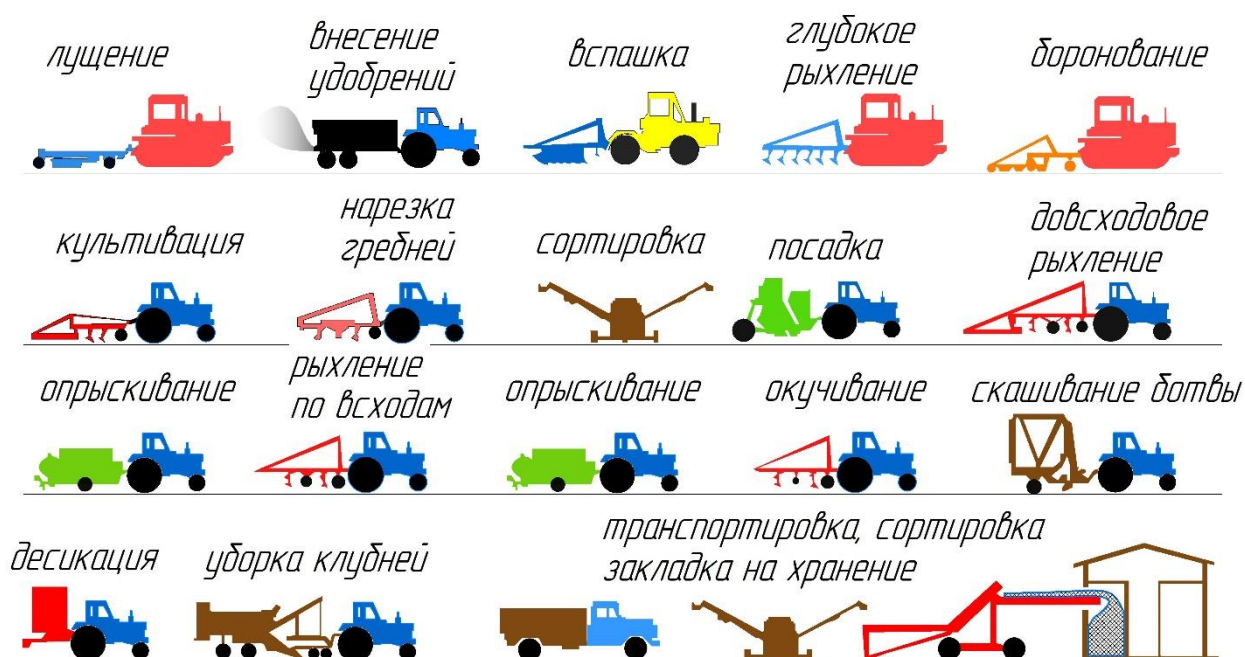 лущение
внесение
удобрений
вспашка
глубокое
рыхление
боронование
культивация
нарезка
гребней
сортировка
посадка
довсходовое
рыхление
опрыскивание
рыхление
по всходам
опрыскивание
окучивание
скашивание ботвы
десикация
уборка клубней
транспортировка, сортировка
закладка на хранение